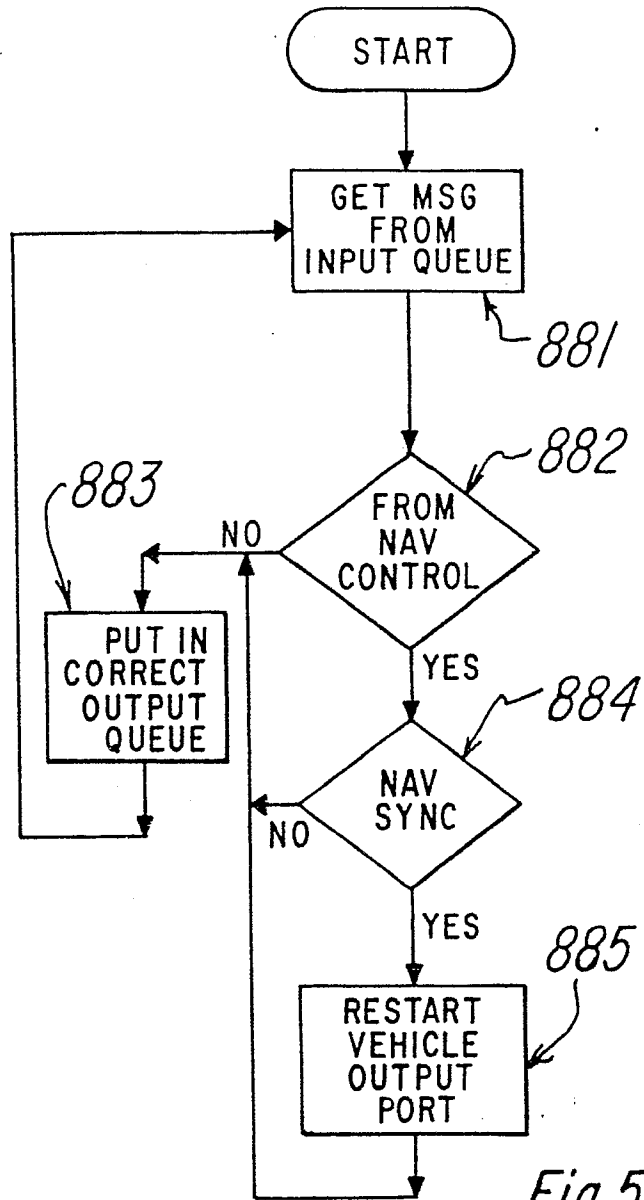 START
GET MSG
FROM
INPUT QUEUE
881
882
FROM
NAV
CONTROL
883
NO
PUT IN
CORRECT
OUTPUT
QUEUE
YES
884
NAV
SYNC
NO
YES
885
RESTART
VEHICLE
OUTPUT
PORT